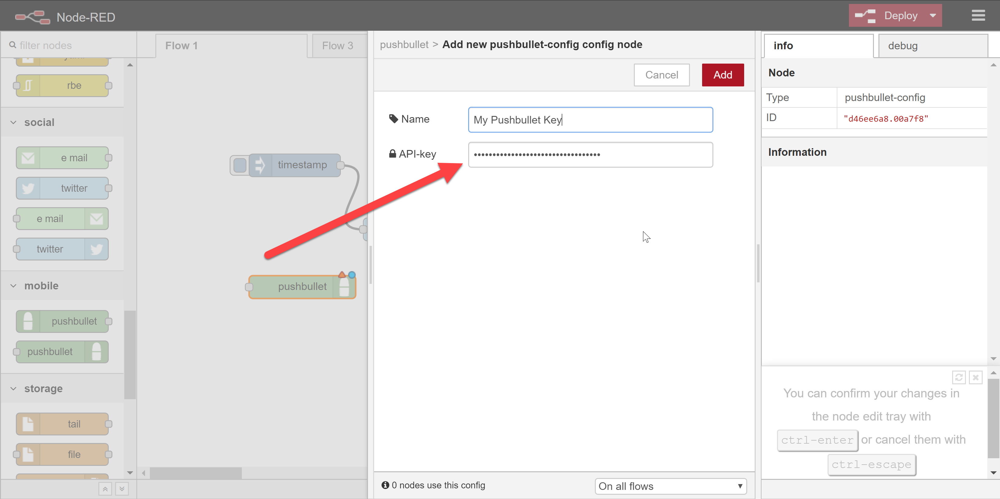 Node-RED
Deploy
filter nodes
rbe
social
e mail
twitter
e mail
twitter
mobile
pushbullet
pushbullet
storage
tail
file
Flow 1
Flow 3
timestamp
pushbullet
pushbullet > Add new pushbullet-config config node
Cancel
Add
Name
My Pushbullet Key
API-key
••••••••••••••••••••••••••••••••••
0 nodes use this config
On all flows
info
debug
Node
Type pushbullet-config
ID "d46ee6a8.00a7f8"
Information
You can confirm your changes in
the node edit tray with
ctrl-enter or cancel them with
ctrl-escape